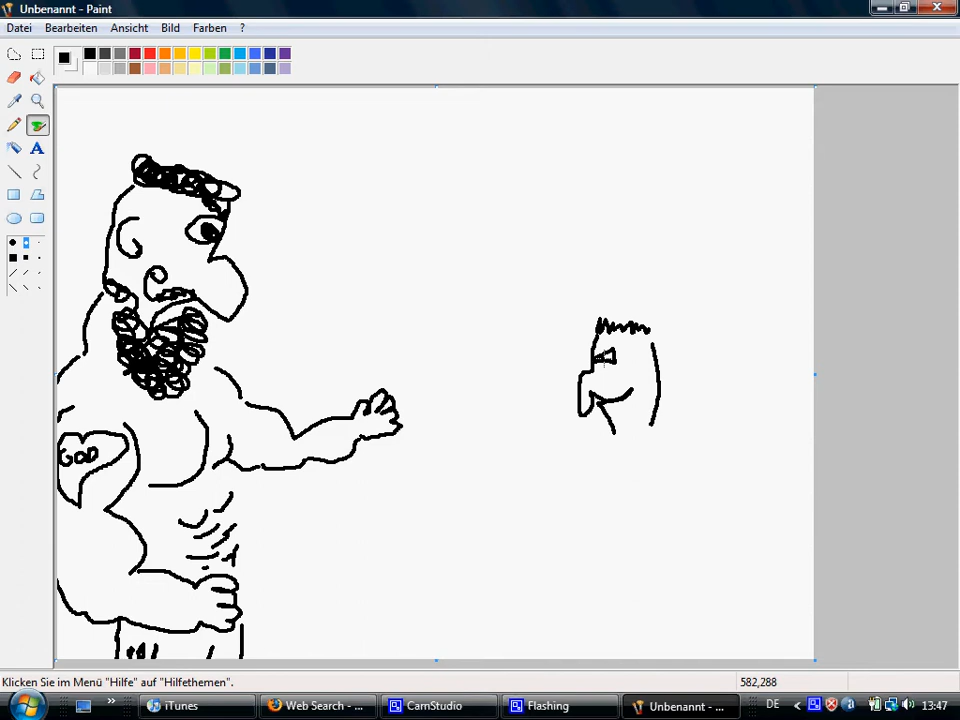 Unbenannt - Paint
Datei Bearbeiten Ansicht Bild Farben ?
A
GOD
Klicken Sie im Menü "Hilfe" auf "Hilfethemen".
582,288
iTunes
Web Search - ...
CamStudio
Flashing
Unbenannt - ...
DE
13:47